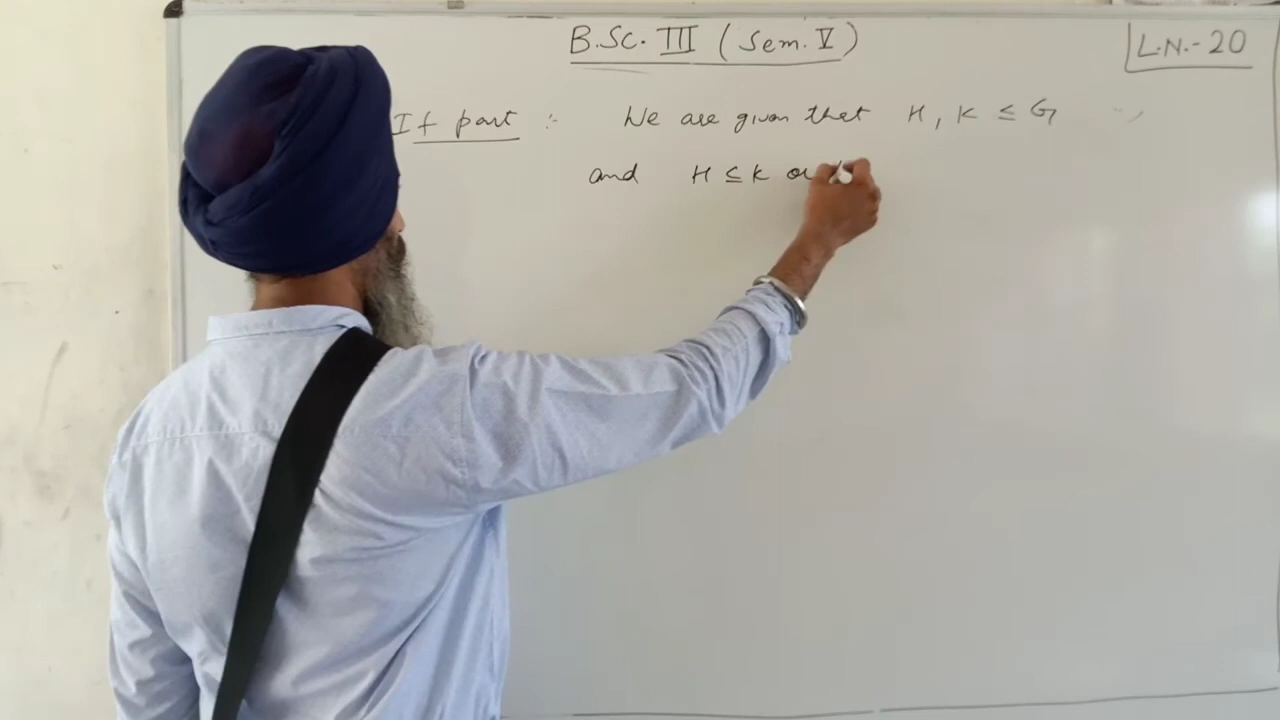 B.Sc. III (Sem. V)
L.N.-20
If part :- We are given that H, K ≤ G
and H ⊆ K or